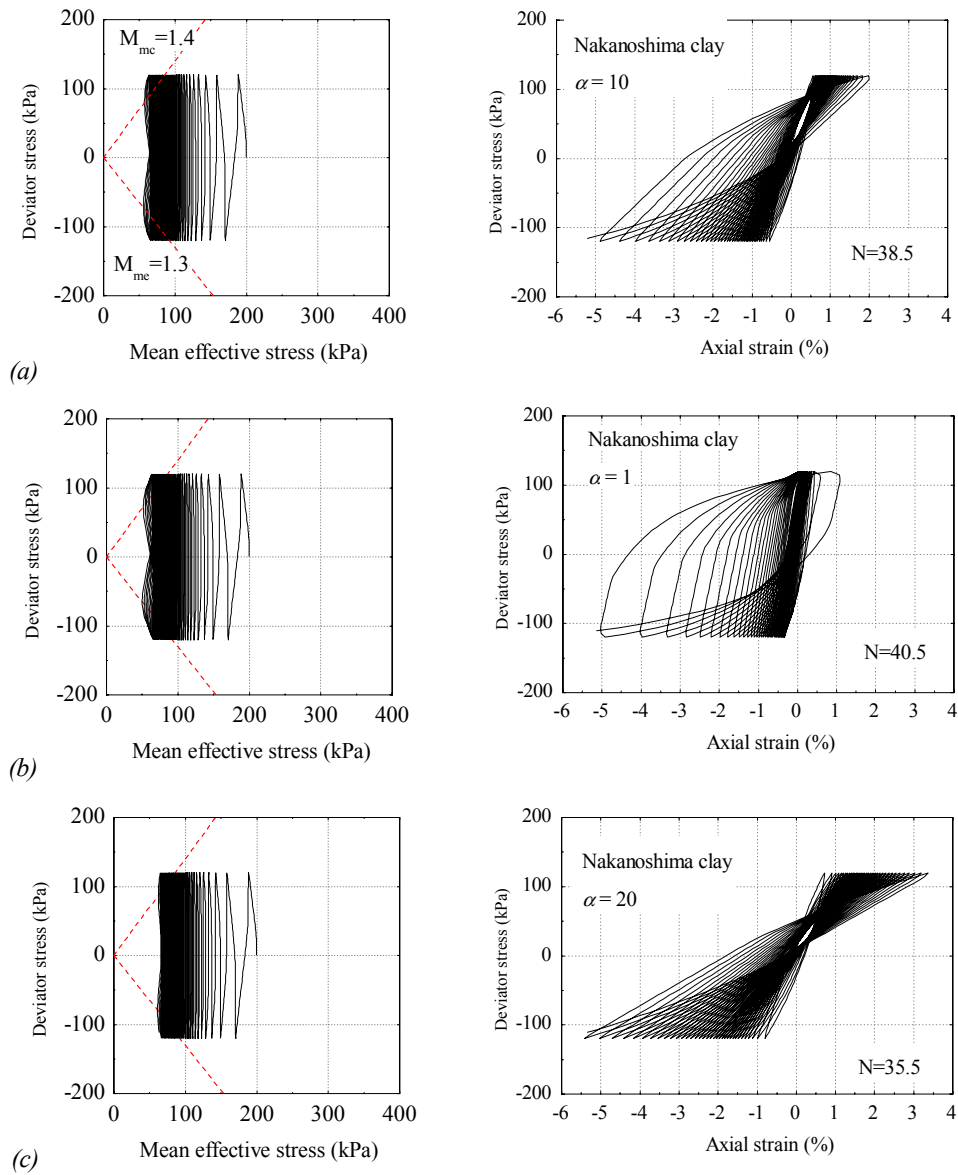 200
M_mc=1.4
100
0
-100
M_me=1.3
-200
0 100 200 300 400
Deviator stress (kPa)
Mean effective stress (kPa)
(a)
200
Nakanoshima clay
α = 10
100
0
-100
N=38.5
-200
-6 -5 -4 -3 -2 -1 0 1 2 3 4
Deviator stress (kPa)
Axial strain (%)
200
100
0
-100
-200
0 100 200 300 400
Deviator stress (kPa)
Mean effective stress (kPa)
(b)
200
Nakanoshima clay
α = 1
100
0
-100
N=40.5
-200
-6 -5 -4 -3 -2 -1 0 1 2 3 4
Deviator stress (kPa)
Axial strain (%)
200
100
0
-100
-200
0 100 200 300 400
Deviator stress (kPa)
Mean effective stress (kPa)
(c)
200
Nakanoshima clay
α = 20
100
0
-100
N=35.5
-200
-6 -5 -4 -3 -2 -1 0 1 2 3 4
Deviator stress (kPa)
Axial strain (%)